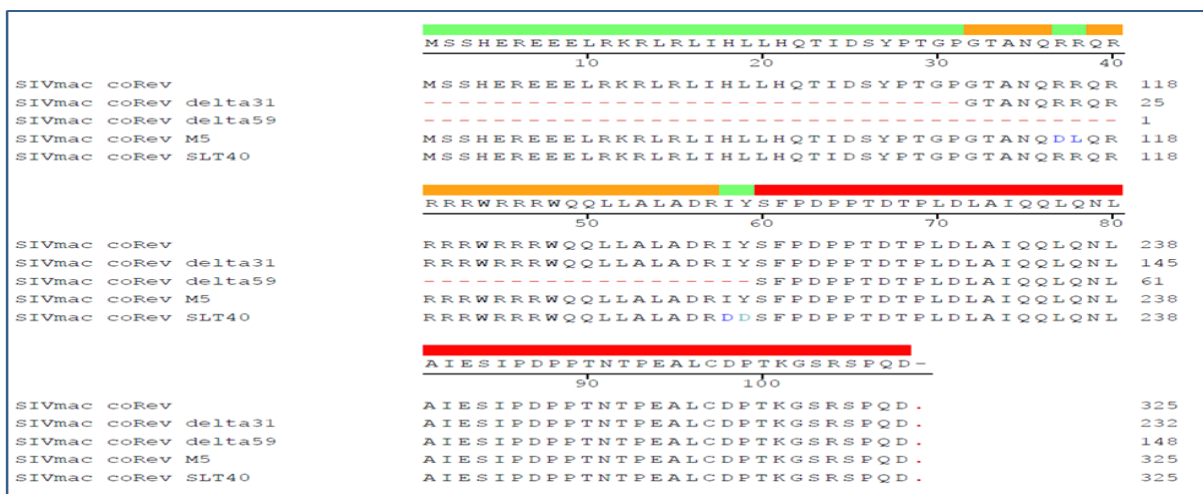 MSSHEREEELRKRLRLIHLLHQTIDSYPTGPGTANQRRQR
10 20 30 40
SIVmac coRev MSSHEREEELRKRLRLIHLLHQTIDSYPTGPGTANQRRQR 118
SIVmac coRev delta31 -------------------------------GTANQRRQR 25
SIVmac coRev delta59 ---------------------------------------- 1
SIVmac coRev M5 MSSHEREEELRKRLRLIHLLHQTIDSYPTGPGTANQDLQR 118
SIVmac coRev SLT40 MSSHEREEELRKRLRLIHLLHQTIDSYPTGPGTANQRRQR 118
RRRWRRRWQQLLALADRIYSFPDPPTDTPLDLAIQQLQNL
50 60 70 80
SIVmac coRev RRRWRRRWQQLLALADRIYSFPDPPTDTPLDLAIQQLQNL 238
SIVmac coRev delta31 RRRWRRRWQQLLALADRIYSFPDPPTDTPLDLAIQQLQNL 145
SIVmac coRev delta59 -------------------SFPDPPTDTPLDLAIQQLQNL 61
SIVmac coRev M5 RRRWRRRWQQLLALADRIYSFPDPPTDTPLDLAIQQLQNL 238
SIVmac coRev SLT40 RRRWRRRWQQLLALADRDDSFPDPPTDTPLDLAIQQLQNL 238
AIESIPDPPTNTPEALCDPTKGSRSPQD-
90 100
SIVmac coRev AIESIPDPPTNTPEALCDPTKGSRSPQD. 325
SIVmac coRev delta31 AIESIPDPPTNTPEALCDPTKGSRSPQD. 232
SIVmac coRev delta59 AIESIPDPPTNTPEALCDPTKGSRSPQD. 148
SIVmac coRev M5 AIESIPDPPTNTPEALCDPTKGSRSPQD. 325
SIVmac coRev SLT40 AIESIPDPPTNTPEALCDPTKGSRSPQD. 325